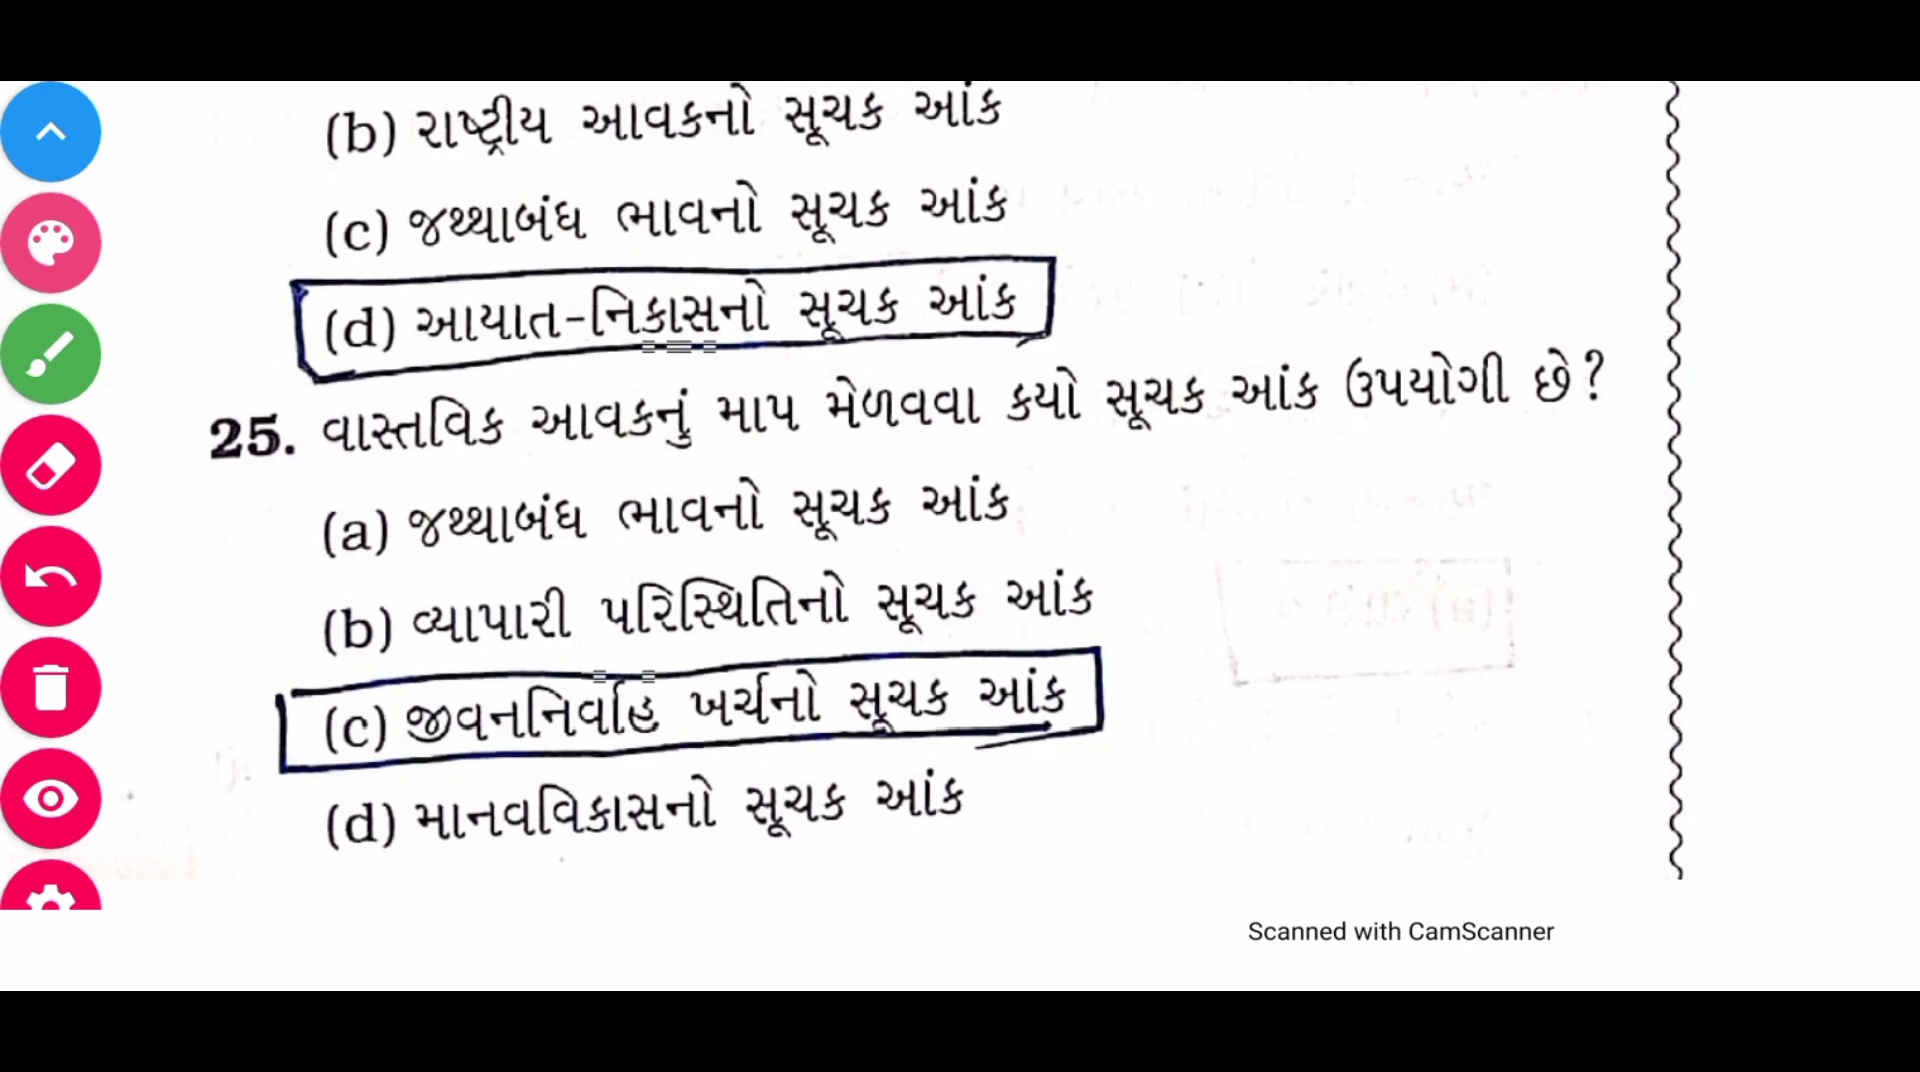 (b) રાષ્ટ્રીય આવકનો સૂચક આંક
(c) જથ્થાબંધ ભાવનો સૂચક આંક
(d) આયાત-નિકાસનો સૂચક આંક
25. વાસ્તવિક આવકનું માપ મેળવવા કયો સૂચક આંક ઉપયોગી છે?
(a) જથ્થાબંધ ભાવનો સૂચક આંક
(b) વ્યાપારી પરિસ્થિતિનો સૂચક આંક
(c) જીવનનિર્વાહ ખર્ચનો સૂચક આંક
(d) માનવવિકાસનો સૂચક આંક
Scanned with CamScanner